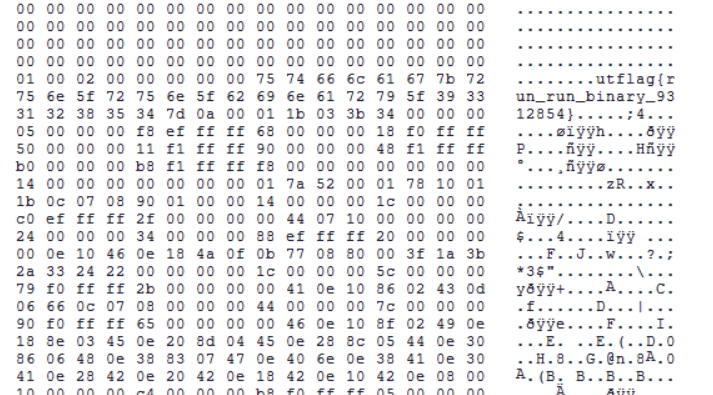 00 00 00 00 00 00 00 00 00 00 00 00 00 00 00 00 ................
00 00 00 00 00 00 00 00 00 00 00 00 00 00 00 00 ................
00 00 00 00 00 00 00 00 00 00 00 00 00 00 00 00 ................
00 00 00 00 00 00 00 00 00 00 00 00 00 00 00 00 ................
01 00 02 00 00 00 00 00 75 74 66 6c 61 67 7b 72 ........utflag{r
75 6e 5f 72 75 6e 5f 62 69 6e 61 72 79 5f 39 33 un_run_binary_93
31 32 38 35 34 7d 0a 00 01 1b 03 3b 34 00 00 00 12854}.....;4...
05 00 00 00 f8 ef ff ff 68 00 00 00 18 f0 ff ff ....øïÿÿh....ðÿÿ
50 00 00 00 11 f1 ff ff 90 00 00 00 48 f1 ff ff P....ñÿÿ....Hñÿÿ
b0 00 00 00 b8 f1 ff ff f8 00 00 00 00 00 00 00 °...¸ñÿÿø.......
14 00 00 00 00 00 00 00 01 7a 52 00 01 78 10 01 .........zR..x..
1b 0c 07 08 90 01 00 00 14 00 00 00 1c 00 00 00 ................
c0 ef ff ff 2f 00 00 00 00 44 07 10 00 00 00 00 Àïÿÿ/....D......
24 00 00 00 34 00 00 00 88 ef ff ff 20 00 00 00 $...4....ïÿÿ ...
00 0e 10 46 0e 18 4a 0f 0b 77 08 80 00 3f 1a 3b ...F..J..w...?.;
2a 33 24 22 00 00 00 00 1c 00 00 00 5c 00 00 00 *3$"........\...
79 f0 ff ff 2b 00 00 00 00 41 0e 10 86 02 43 0d yðÿÿ+....A....C.
06 66 0c 07 08 00 00 00 44 00 00 00 7c 00 00 00 .f......D...|...
90 f0 ff ff 65 00 00 00 00 46 0e 10 8f 02 49 0e .ðÿÿe....F....I.
18 8e 03 45 0e 20 8d 04 45 0e 28 8c 05 44 0e 30 ...E. ..E.(..D.0
86 06 48 0e 38 83 07 47 0e 40 6e 0e 38 41 0e 30 ..H.8..G.@n.8A.0
41 0e 28 42 0e 20 42 0e 18 42 0e 10 42 0e 08 00 A.(B. B..B..B...